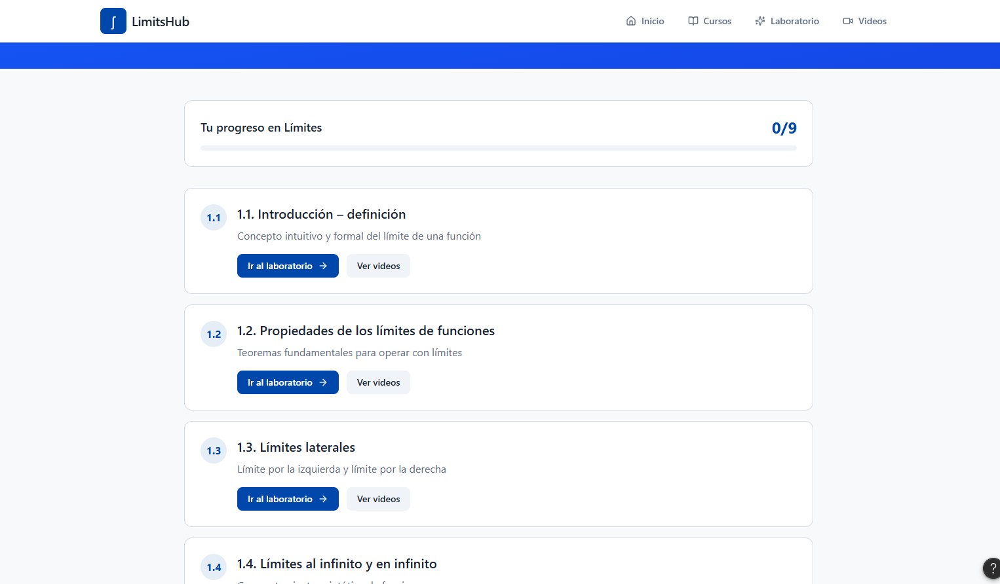 ∫ LimitsHub
Inicio
Cursos
Laboratorio
Videos
Tu progreso en Límites
0/9
1.1
1.1. Introducción – definición
Concepto intuitivo y formal del límite de una función
Ir al laboratorio →
Ver videos
1.2
1.2. Propiedades de los límites de funciones
Teoremas fundamentales para operar con límites
Ir al laboratorio →
Ver videos
1.3
1.3. Límites laterales
Límite por la izquierda y límite por la derecha
Ir al laboratorio →
Ver videos
1.4
1.4. Límites al infinito y en infinito
?